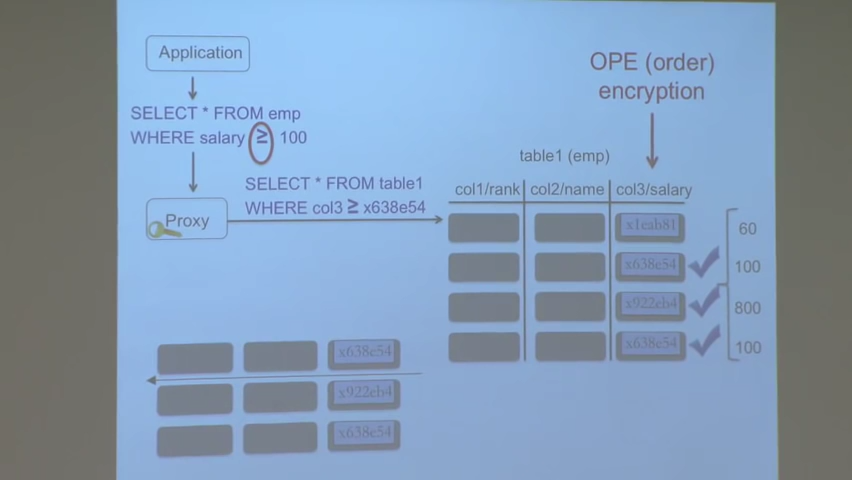 Application
SELECT * FROM emp
WHERE salary ≥ 100
Proxy
SELECT * FROM table1
WHERE col3 ≥ x638e54
OPE (order)
encryption
table1 (emp)
col1/rank col2/name col3/salary
x1eab81 60
x638e54 100
x922eb4 800
x638e54 100
x638e54
x922eb4
x638e54